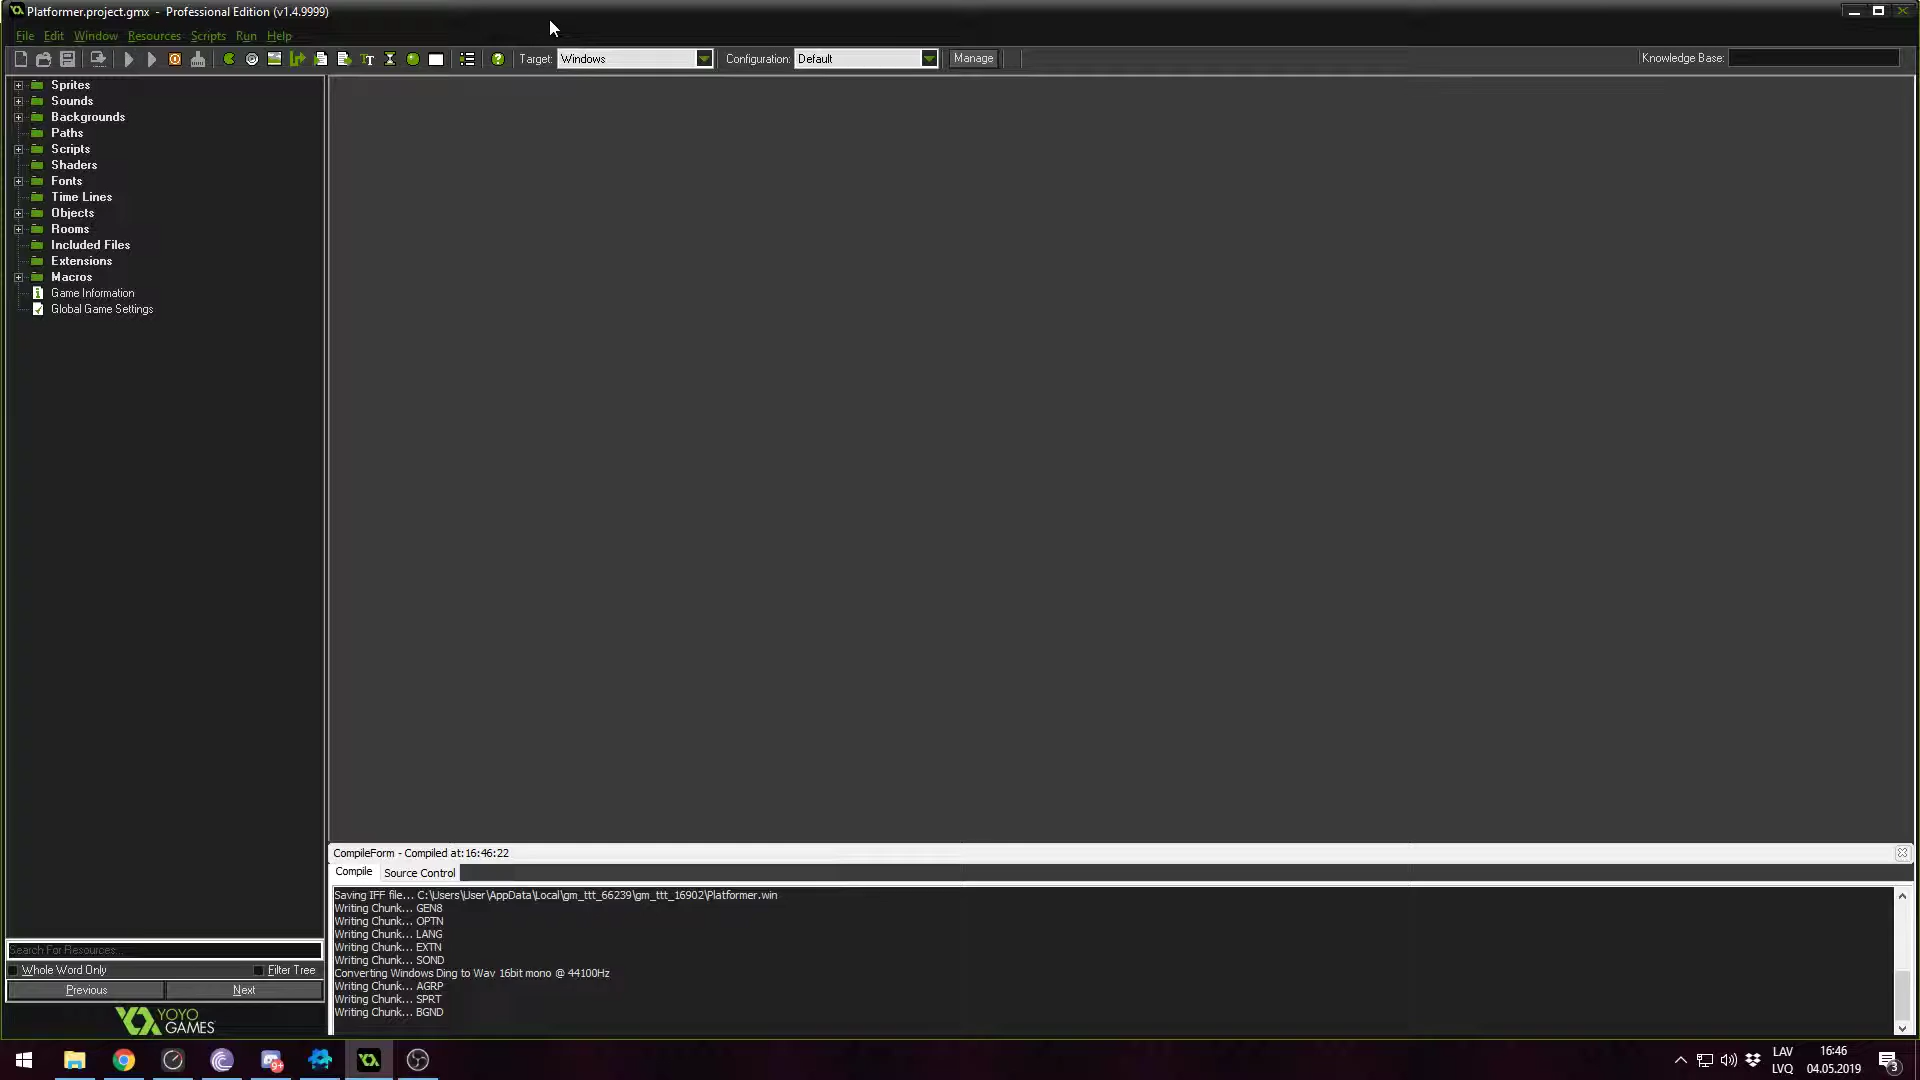 Platformer.project.gmx - Professional Edition (v1.4.9999)
File Edit Window Resources Scripts Run Help
Target: Windows Configuration: Default Manage Knowledge Base:
Sprites
Sounds
Backgrounds
Paths
Scripts
Shaders
Fonts
Time Lines
Objects
Rooms
Included Files
Extensions
Macros
Game Information
Global Game Settings
CompileForm - Compiled at:16:46:22
Compile Source Control
Saving IFF file... C:\Users\User\AppData\Local\gm_ttt_66239\gm_ttt_16902\Platformer.win
Writing Chunk... GEN8
Writing Chunk... OPTN
Writing Chunk... LANG
Writing Chunk... EXTN
Writing Chunk... SOND
Converting Windows Ding to Wav 16bit mono @ 44100Hz
Writing Chunk... AGRP
Writing Chunk... SPRT
Writing Chunk... BGND
Search For Resources...
Whole Word Only Filter Tree
Previous Next
YOYO
GAMES
LAV
LVQ
16:46
04.05.2019
3